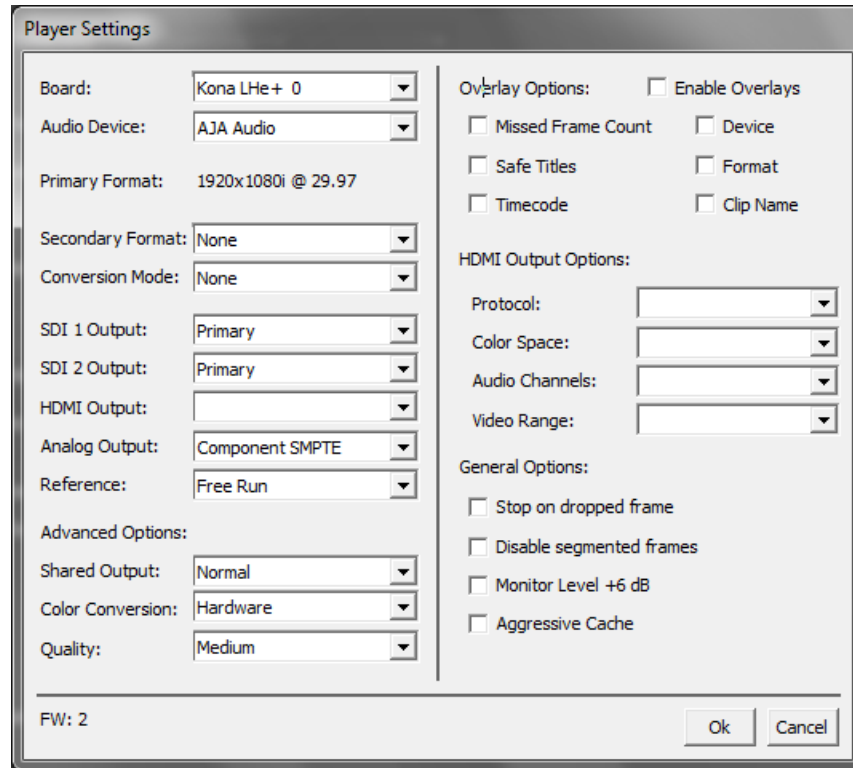 Player Settings
Board: Kona LHe+ 0
Audio Device: AJA Audio
Primary Format: 1920x1080i @ 29.97
Secondary Format: None
Conversion Mode: None
SDI 1 Output: Primary
SDI 2 Output: Primary
HDMI Output:
Analog Output: Component SMPTE
Reference: Free Run
Advanced Options:
Shared Output: Normal
Color Conversion: Hardware
Quality: Medium
Overlay Options: Enable Overlays
Missed Frame Count Device
Safe Titles Format
Timecode Clip Name
HDMI Output Options:
Protocol:
Color Space:
Audio Channels:
Video Range:
General Options:
Stop on dropped frame
Disable segmented frames
Monitor Level +6 dB
Aggressive Cache
FW: 2
Ok Cancel